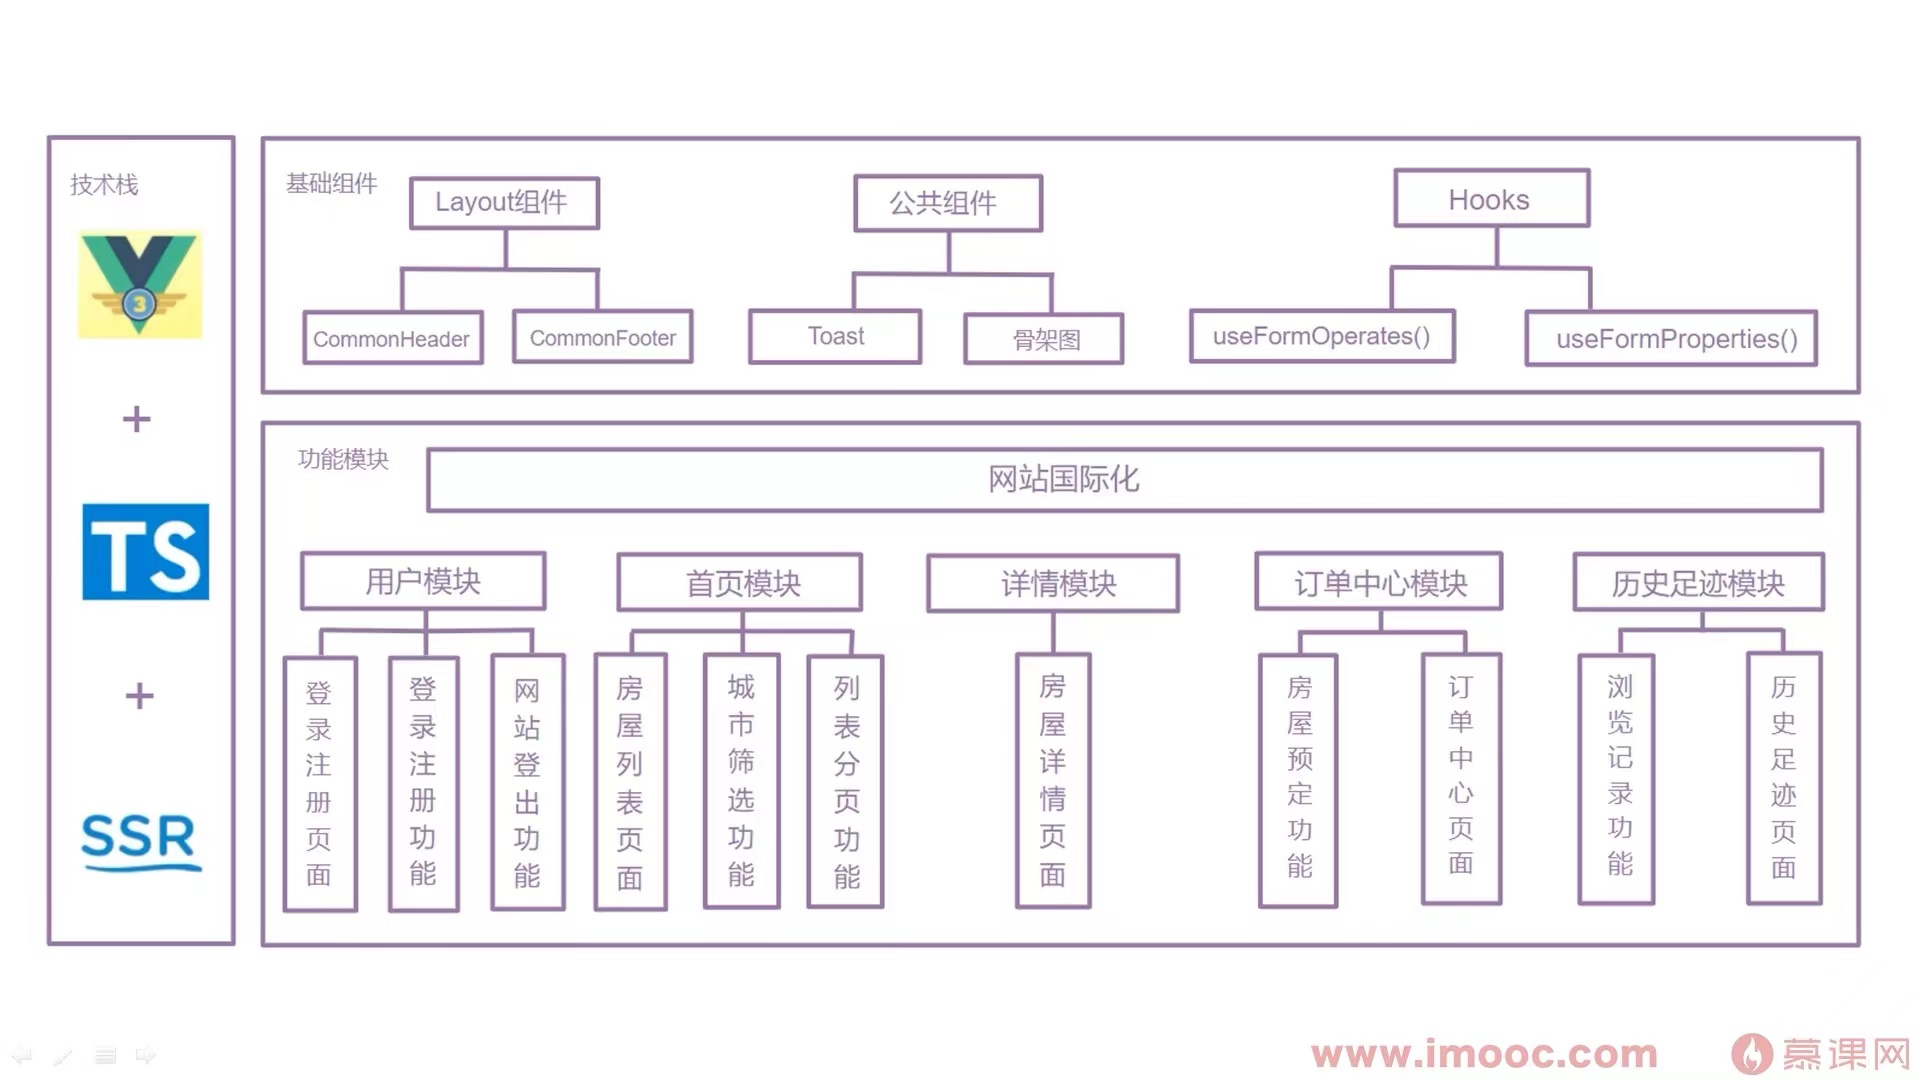 技术栈
3
+
TS
+
SSR
基础组件
Layout组件
公共组件
Hooks
CommonHeader
CommonFooter
Toast
骨架图
useFormOperates()
useFormProperties()
功能模块
网站国际化
用户模块
首页模块
详情模块
订单中心模块
历史足迹模块
登录注册页面
登录注册功能
网站登出功能
房屋列表页面
城市筛选功能
列表分页功能
房屋详情页面
房屋预定功能
订单中心页面
浏览记录功能
历史足迹页面
www.imooc.com
慕课网